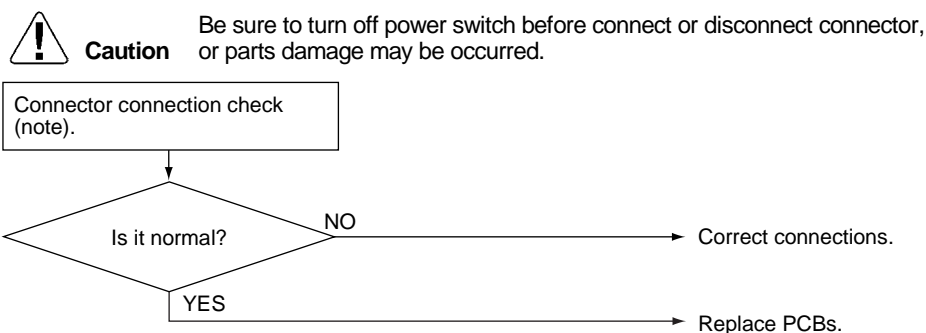 Be sure to turn off power switch before connect or disconnect connector,
Caution or parts damage may be occurred.
Connector connection check
(note).
Is it normal?
NO
Correct connections.
YES
Replace PCBs.